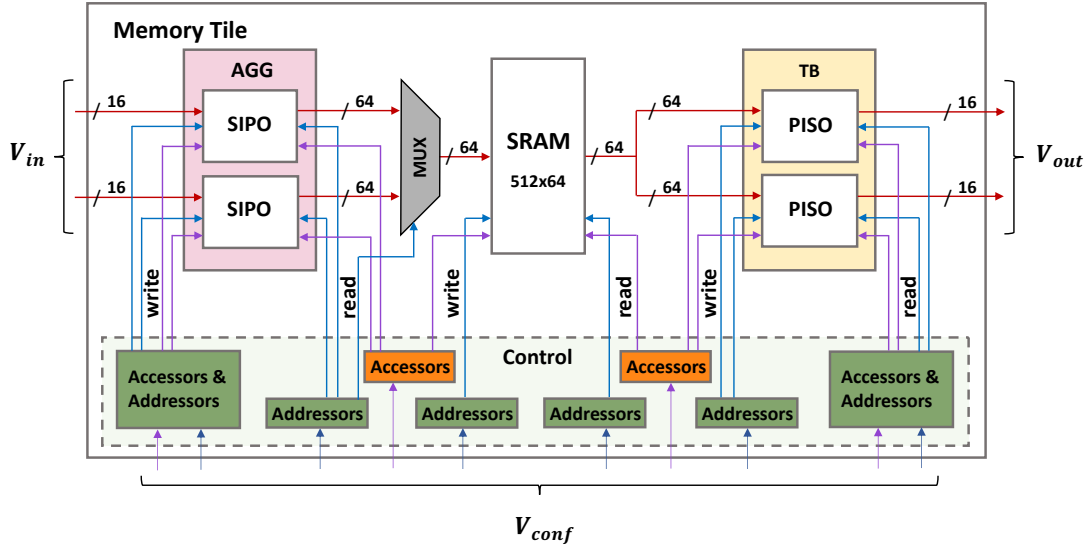 Memory Tile
AGG
TB
16
SIPO
64
MUX
64
SRAM
512x64
64
64
PISO
16
V_in
V_out
16
SIPO
64
64
PISO
16
write
read
write
read
write
read
Control
Accessors &
Addressors
Accessors
Accessors
Accessors &
Addressors
Addressors
Addressors
Addressors
Addressors
V_conf